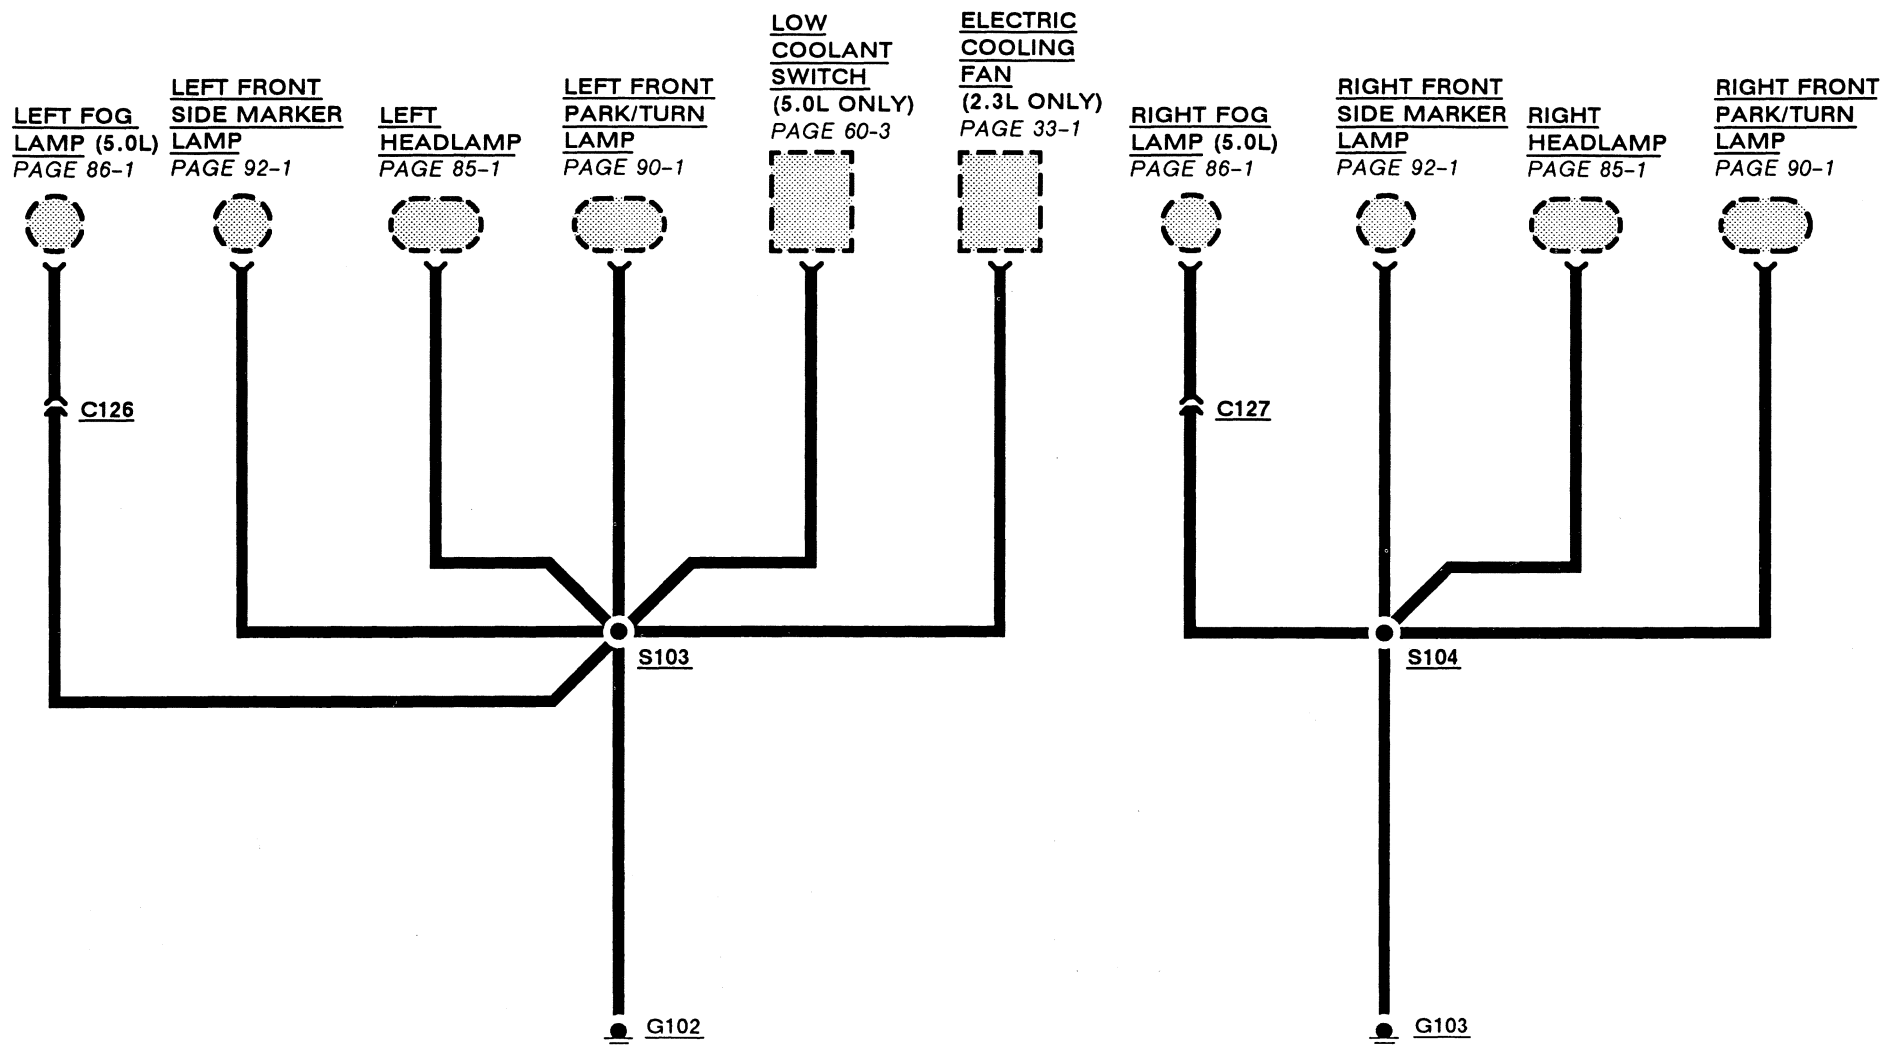 LEFT FOG
LAMP (5.0L)
PAGE 86-1
LEFT FRONT
SIDE MARKER
LAMP
PAGE 92-1
LEFT
HEADLAMP
PAGE 85-1
LEFT FRONT
PARK/TURN
LAMP
PAGE 90-1
LOW
COOLANT
SWITCH
(5.0L ONLY)
PAGE 60-3
ELECTRIC
COOLING
FAN
(2.3L ONLY)
PAGE 33-1
RIGHT FOG
LAMP (5.0L)
PAGE 86-1
RIGHT FRONT
SIDE MARKER
LAMP
PAGE 92-1
RIGHT
HEADLAMP
PAGE 85-1
RIGHT FRONT
PARK/TURN
LAMP
PAGE 90-1
C126
C127
S103
S104
G102
G103